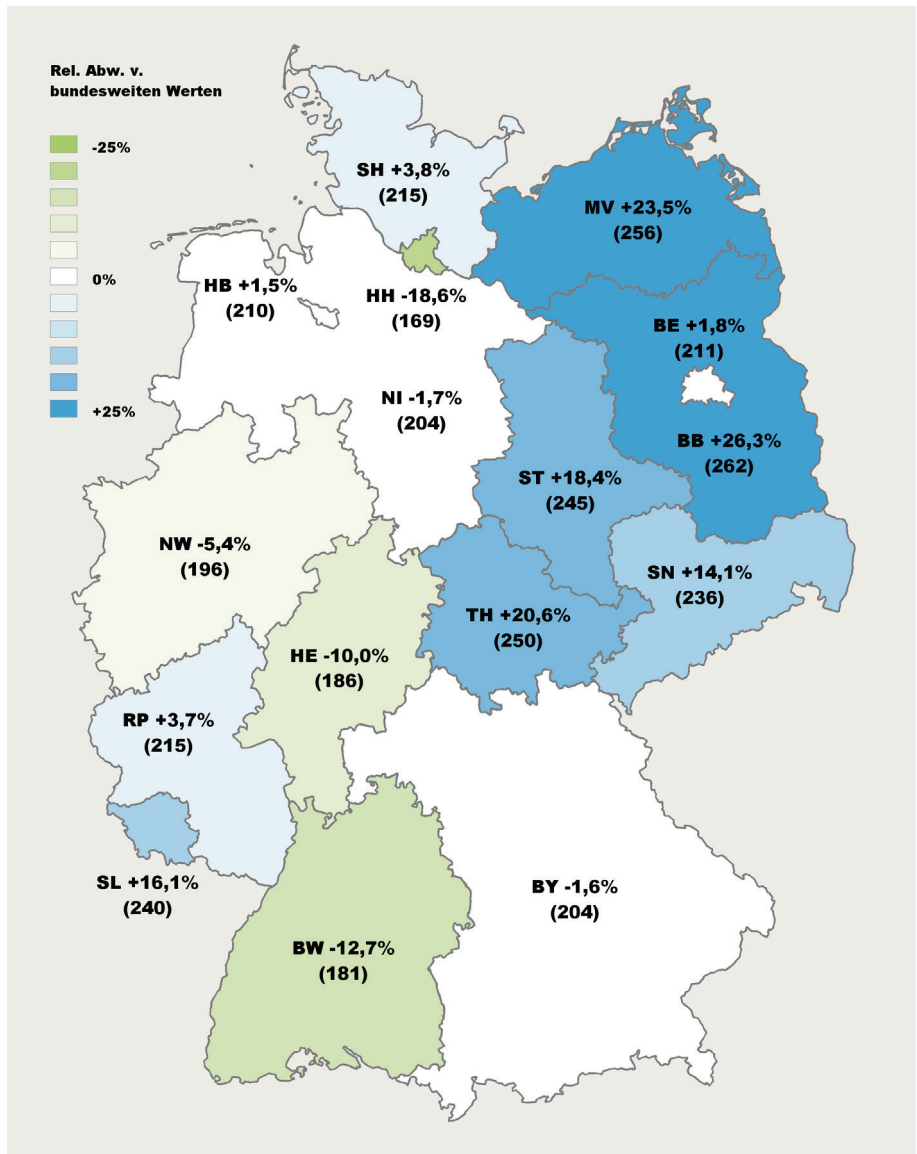 Rel. Abw. v.
bundesweiten Werten
-25%
0%
+25%
SH +3,8%
(215)
MV +23,5%
(256)
HB +1,5%
(210)
HH -18,6%
(169)
BE +1,8%
(211)
NI -1,7%
(204)
BB +26,3%
(262)
ST +18,4%
(245)
NW -5,4%
(196)
SN +14,1%
(236)
TH +20,6%
(250)
HE -10,0%
(186)
RP +3,7%
(215)
SL +16,1%
(240)
BY -1,6%
(204)
BW -12,7%
(181)